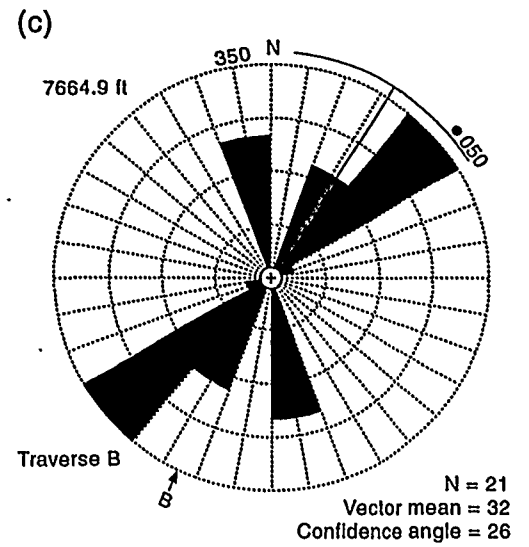 (c)
350 N
7664.9 ft
050
Traverse B
B
N = 21
Vector mean = 32
Confidence angle = 26